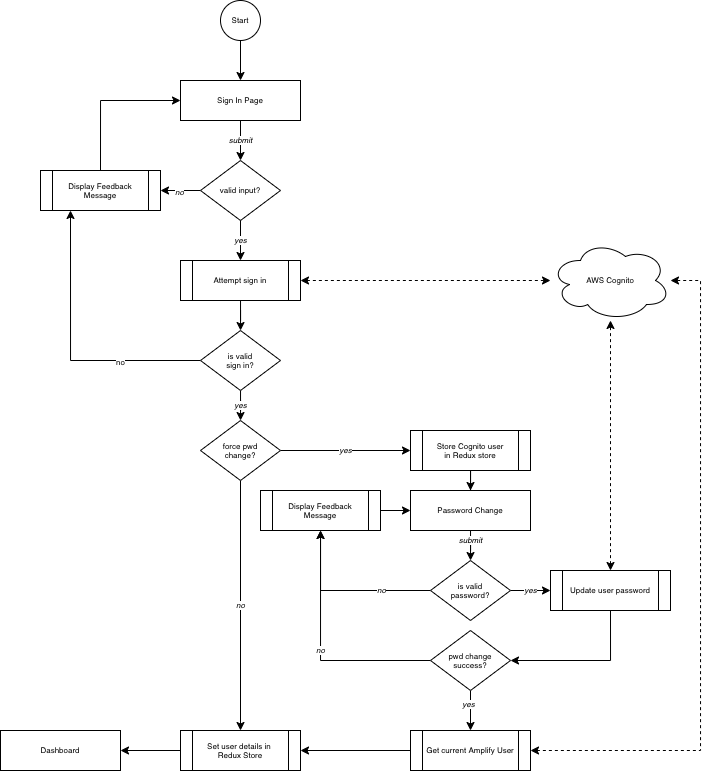 Start
Sign In Page
submit
Display Feedback
Message
no
valid input?
yes
Attempt sign in
AWS Cognito
is valid
sign in?
no
yes
force pwd
change?
yes
Store Cognito user
in Redux store
Display Feedback
Message
Password Change
submit
is valid
password?
no
yes
Update user password
no
pwd change
success?
no
yes
Dashboard
Set user details in
Redux Store
Get current Amplify User